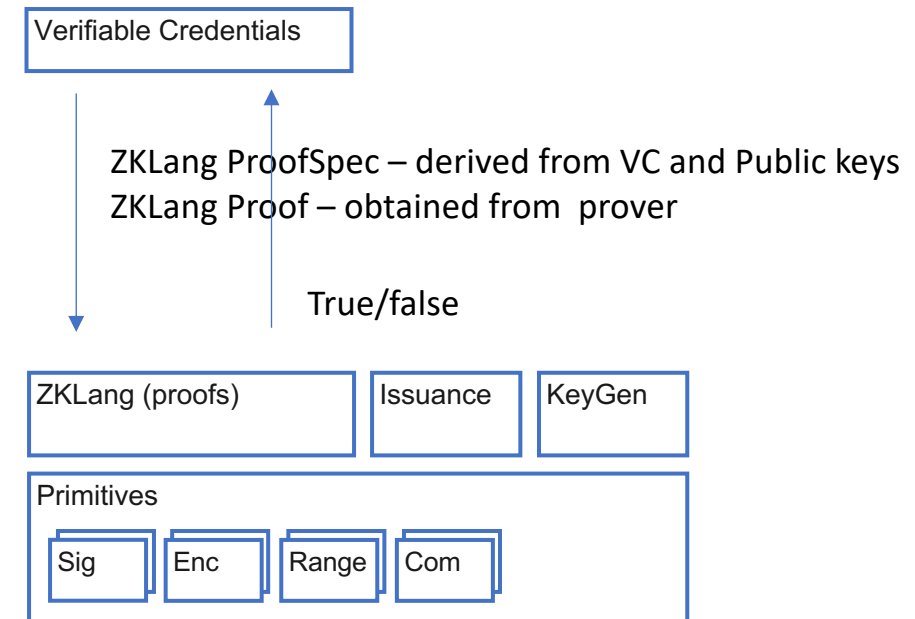 Verifiable Credentials
ZKLang ProofSpec – derived from VC and Public keys
ZKLang Proof – obtained from  prover
True/false
ZKLang (proofs)
Issuance
KeyGen
Primitives
Sig
Enc
Range
Com